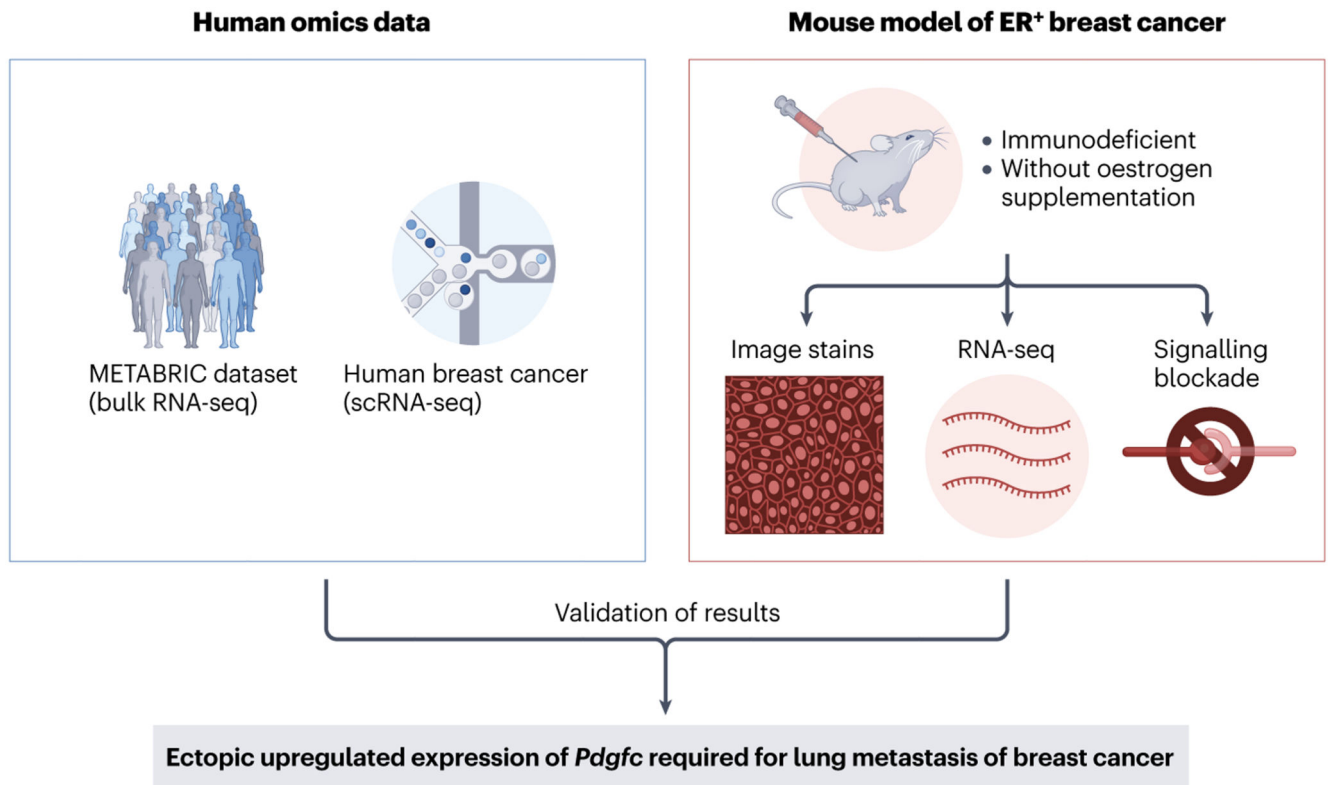 Human omics data
METABRIC dataset
(bulk RNA-seq)
Human breast cancer
(scRNA-seq)
Mouse model of ER⁺ breast cancer
• Immunodeficient
• Without oestrogen
supplementation
Image stains
RNA-seq
Signalling
blockade
Validation of results
Ectopic upregulated expression of Pdgfc required for lung metastasis of breast cancer